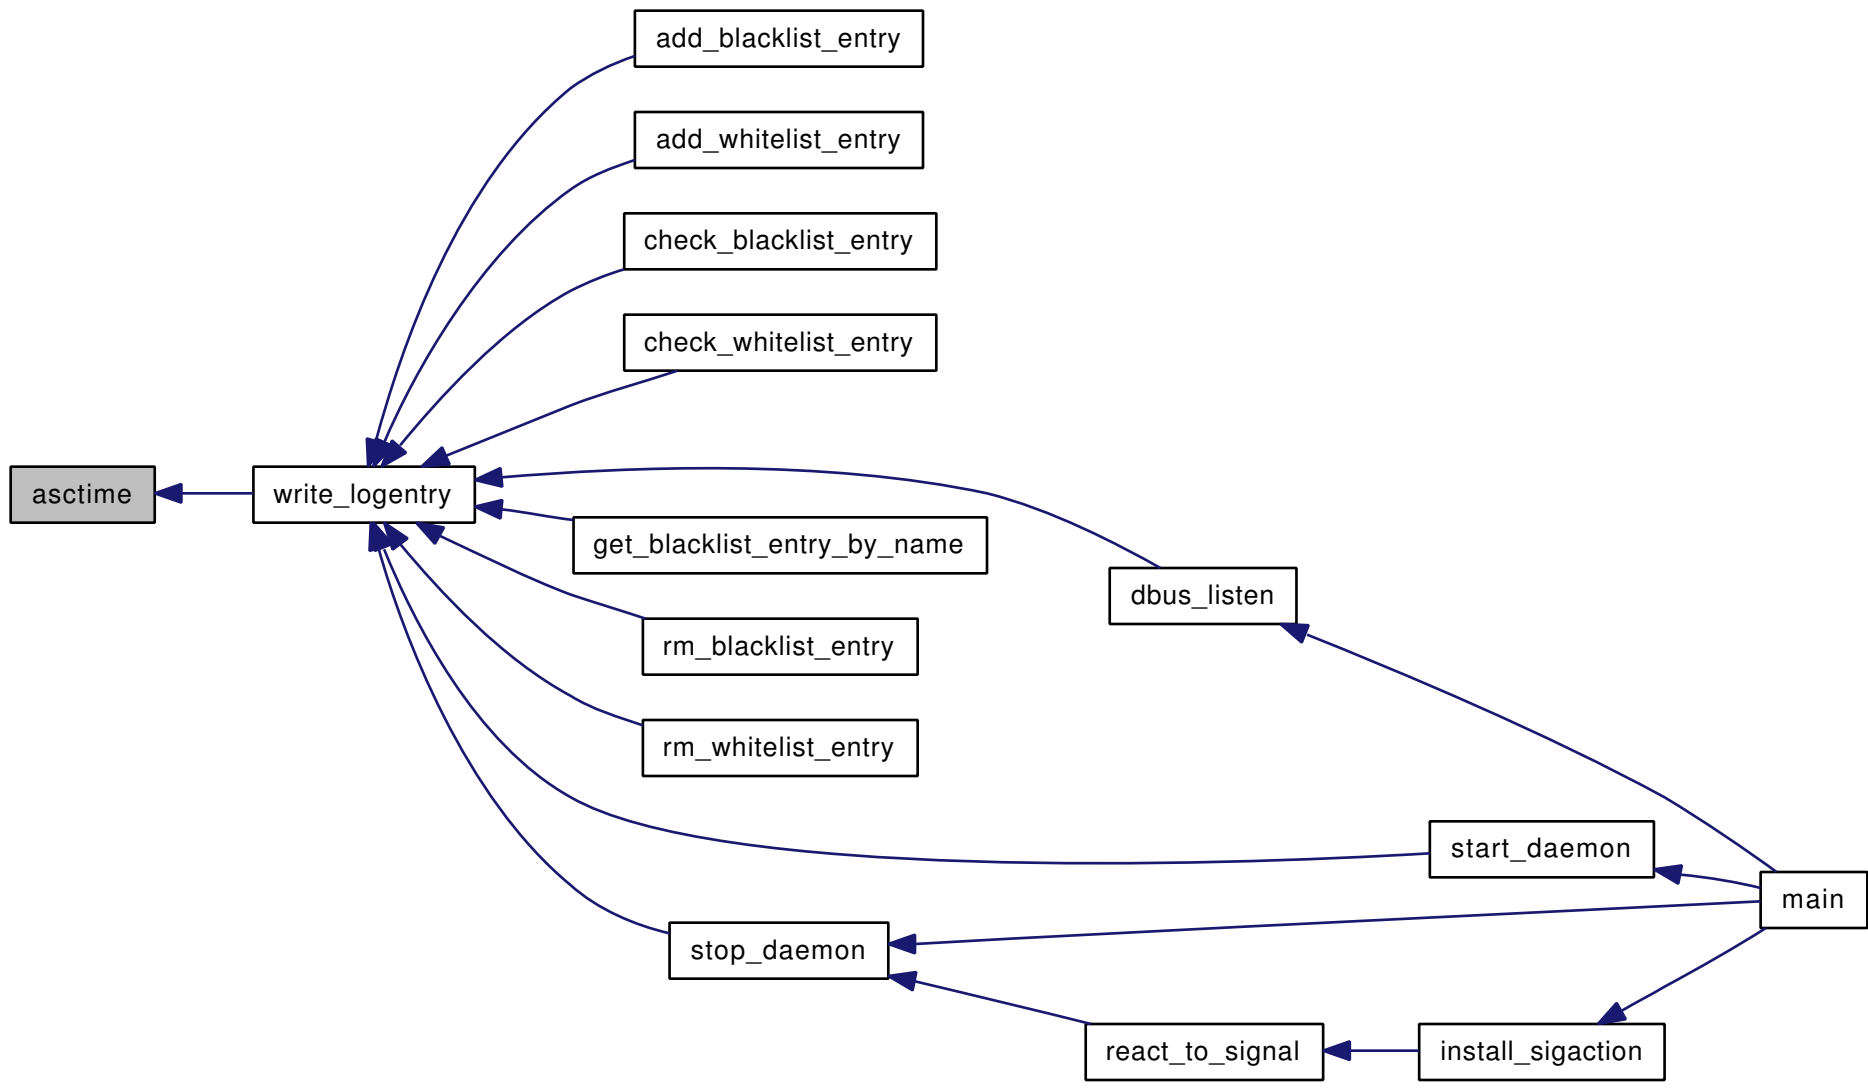 add_blacklist_entry
add_whitelist_entry
check_blacklist_entry
check_whitelist_entry
asctime
write_logentry
get_blacklist_entry_by_name
dbus_listen
rm_blacklist_entry
rm_whitelist_entry
start_daemon
main
stop_daemon
react_to_signal
install_sigaction